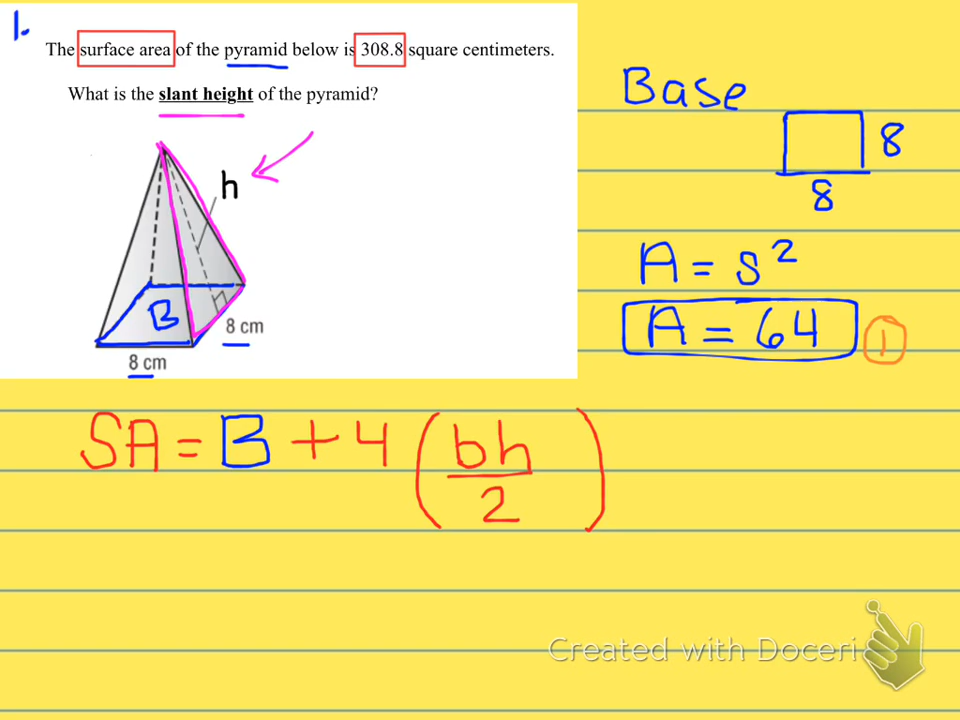 1.
The surface area of the pyramid below is 308.8 square centimeters.
What is the slant height of the pyramid?
h
B
8 cm
8 cm
Base
8
8
A = s²
A = 64
1
SA = B + 4 (bh/2)
Created with Doceri